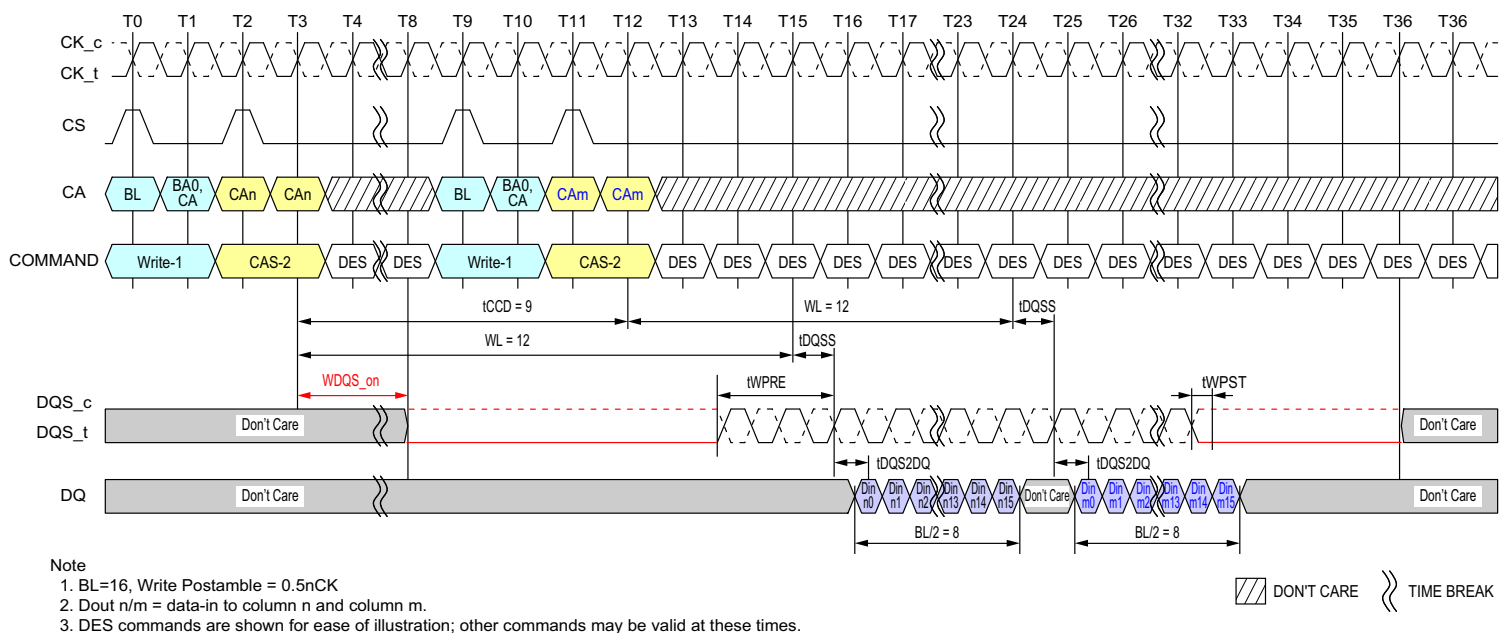 T0 T1 T2 T3 T4 T8 T9 T10 T11 T12 T13 T14 T15 T16 T17 T23 T24 T25 T26 T32 T33 T34 T35 T36 T36
CK_c
CK_t
CS
CA BL BA0, CA CAn CAn BL BA0, CA CAm CAm
COMMAND Write-1 CAS-2 DES DES Write-1 CAS-2 DES DES DES DES DES DES DES DES DES DES DES DES DES DES DES
tCCD = 9 WL = 12 tDQSS
WL = 12 tDQSS
WDQS_on tWPRE tWPST
DQS_c
DQS_t Don't Care Don't Care
tDQS2DQ tDQS2DQ
DQ Don't Care Din n0 Din n1 Din n2 Din n13 Din n14 Din n15 Don't Care Din m0 Din m1 Din m2 Din m13 Din m14 Din m15 Don't Care
BL/2 = 8 BL/2 = 8
Note
1. BL=16, Write Postamble = 0.5nCK
2. Dout n/m = data-in to column n and column m.
3. DES commands are shown for ease of illustration; other commands may be valid at these times.
DON'T CARE TIME BREAK